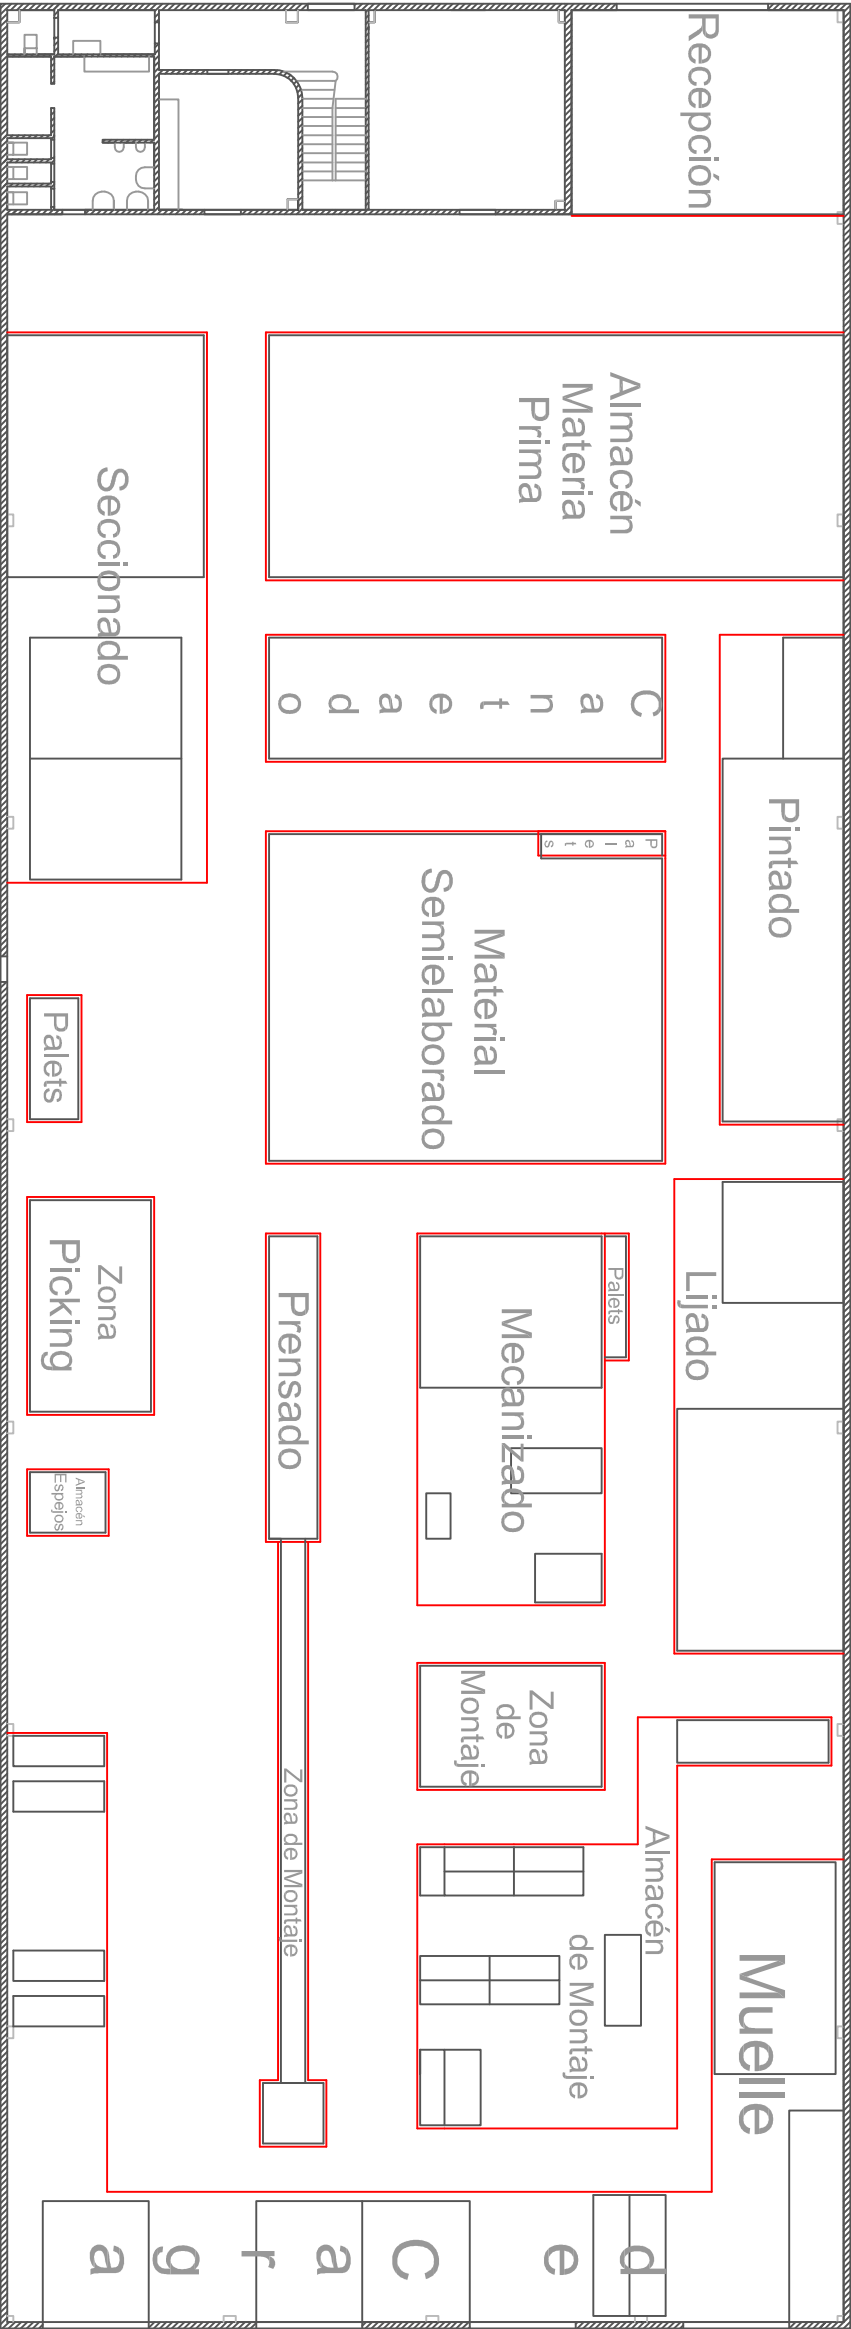 Recepción
Almacén
Materia
Prima
Seccionado
Canteado
Pintado
Palets
Material
Semielaborado
Palets
Zona
Picking
Prensado
Mecanizado
Palets
Lijado
Almacén
Espejos
Zona
de
Montaje
Zona de Montaje
Almacén
de Montaje
Muelle
de Carga